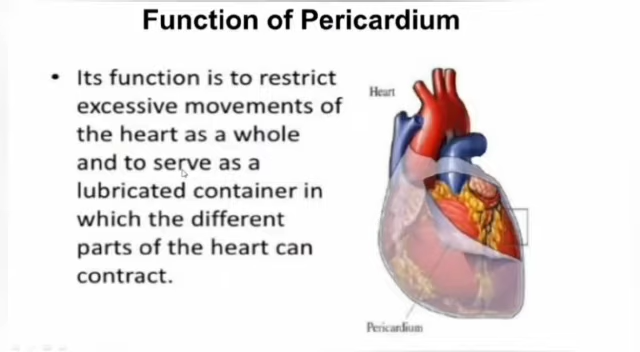 Function of Pericardium
• Its function is to restrict
excessive movements of
the heart as a whole
and to serve as a
lubricated container in
which the different
parts of the heart can
contract.
Heart
Pericardium